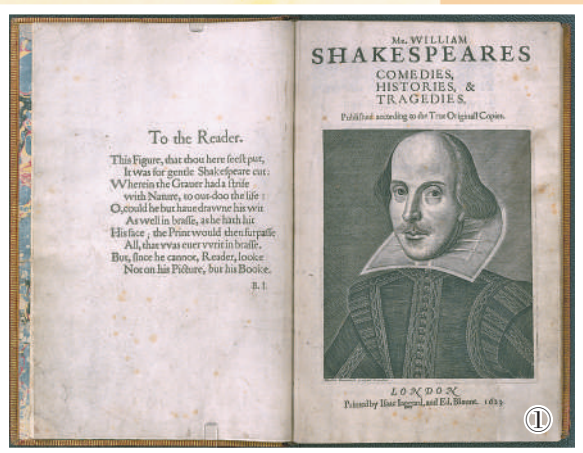 To the Reader.
This Figure, that thou here seest put,
It was for gentle Shakespeare cut:
Wherein the Graver had a strife
with Nature, to out-doo the life :
O, could he but haue drawne his wit
As well in brasse, as he hath hit
His face ; the Print would then surpasse
All, that vvas euer vvrit in brasse.
But, since he cannot, Reader, looke
Not on his Picture, but his Booke.
B. I.
Mr. WILLIAM
SHAKESPEARES
COMEDIES,
HISTORIES, &
TRAGEDIES.
Published according to the True Originall Copies.
LONDON
Printed by Isaac Iaggard, and Ed. Blount. 1623
①